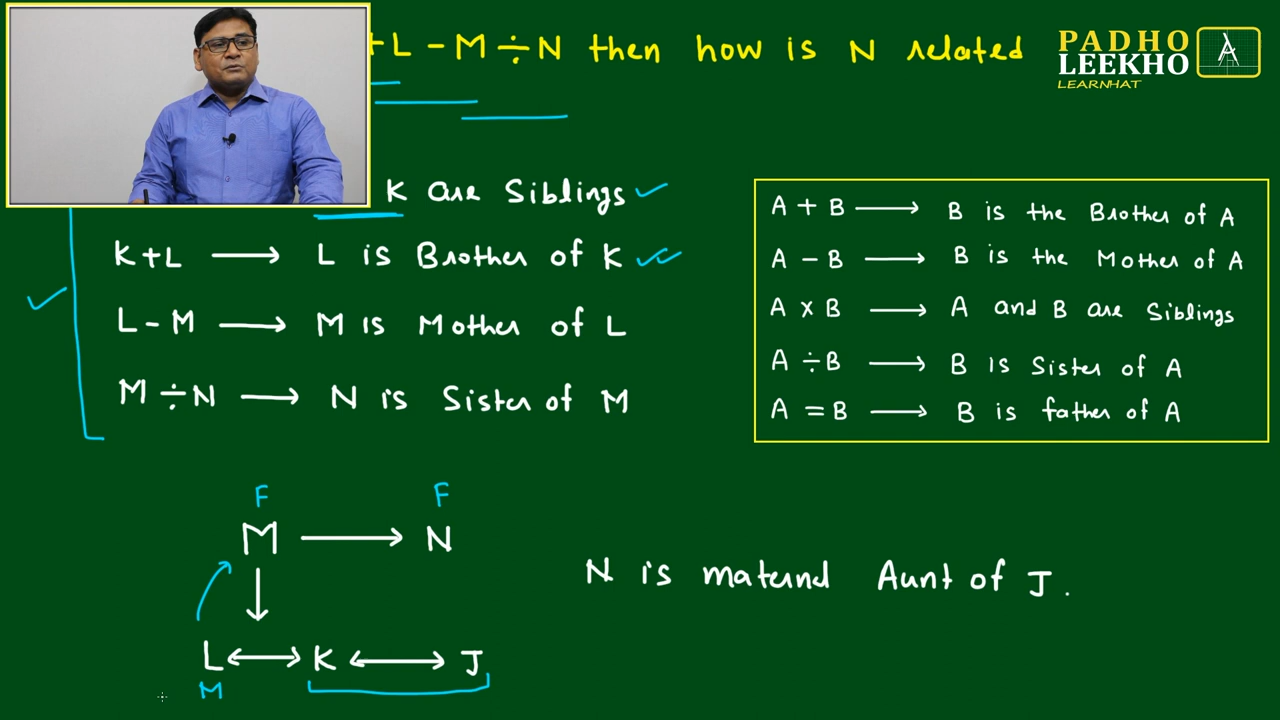 +L - M ÷ N then how is N related
PADHO
LEEKHO
LEARNHAT
K are Siblings
K+L ⟶ L is Brother of K
L - M ⟶ M is Mother of L
M ÷ N ⟶ N is Sister of M
A + B ⟶ B is the Brother of A
A - B ⟶ B is the Mother of A
A × B ⟶ A and B are Siblings
A ÷ B ⟶ B is Sister of A
A = B ⟶ B is father of A
F F
M ⟶ N
L ⟷ K ⟷ J
M
N is Aunt of J.